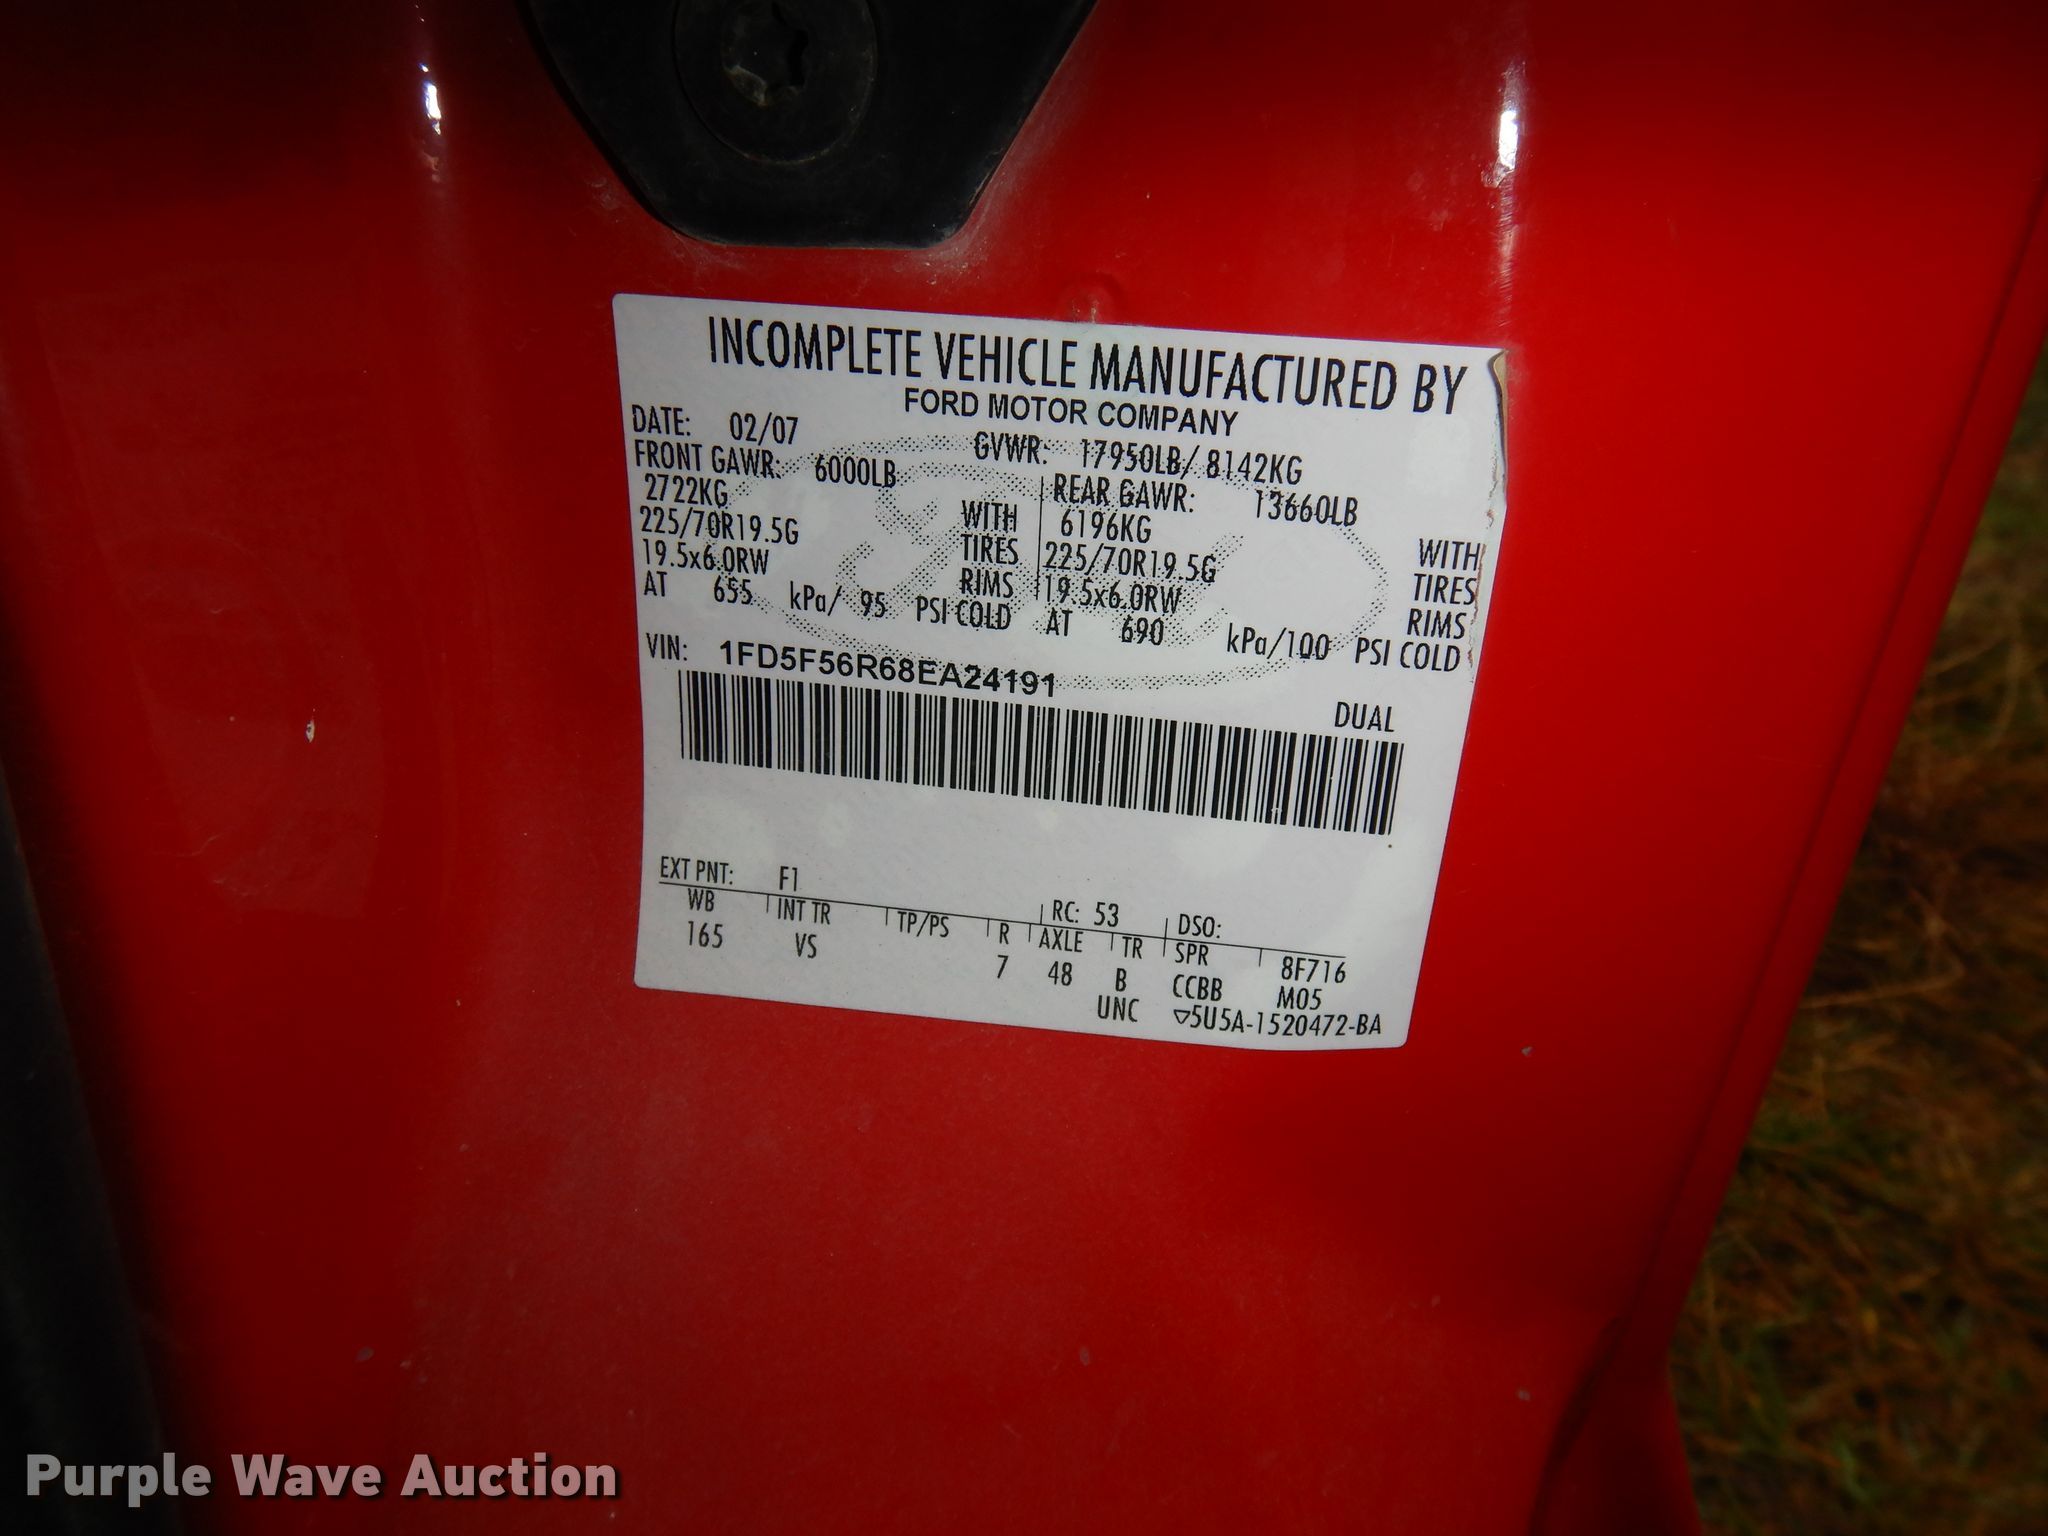 INCOMPLETE VEHICLE MANUFACTURED BY
FORD MOTOR COMPANY
DATE: 02/07 GVWR: 17950LB/ 8142KG
FRONT GAWR: 6000LB REAR GAWR: 13660LB
2722KG WITH 6196KG WITH
225/70R19.5G TIRES 225/70R19.5G TIRES
19.5x6.0RW RIMS 19.5x6.0RW RIMS
AT 655 kPa/ 95 PSI COLD AT 690 kPa/100 PSI COLD
VIN: 1FD5F56R68EA24191
DUAL
EXT PNT: F1 RC: 53 DSO:
WB INT TR TP/PS R AXLE TR SPR 8F716
165 VS 7 48 B CCBB M05
UNC ▽5U5A-1520472-BA
Purple Wave Auction